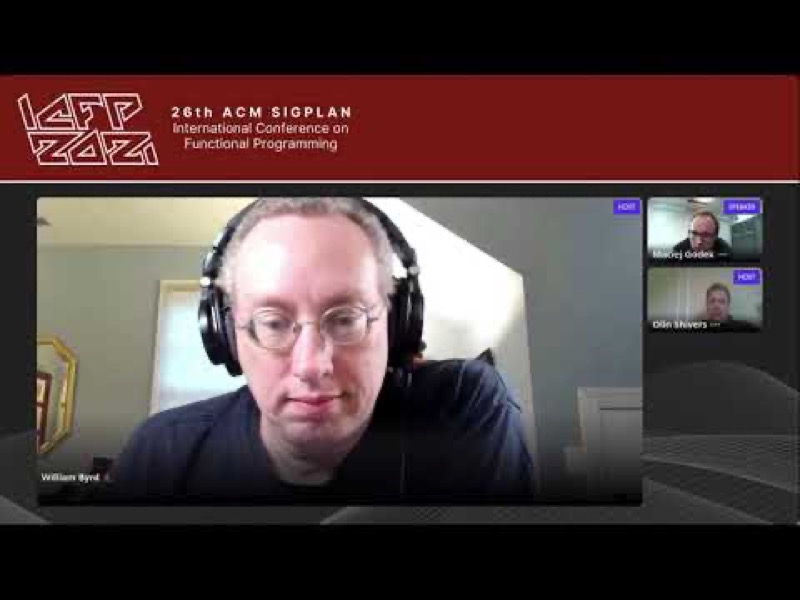 ICFP
2021
26th ACM SIGPLAN
International Conference on
Functional Programming
HOST
SPEAKER
Maciej Godek
HOST
Olin Shivers
William Byrd